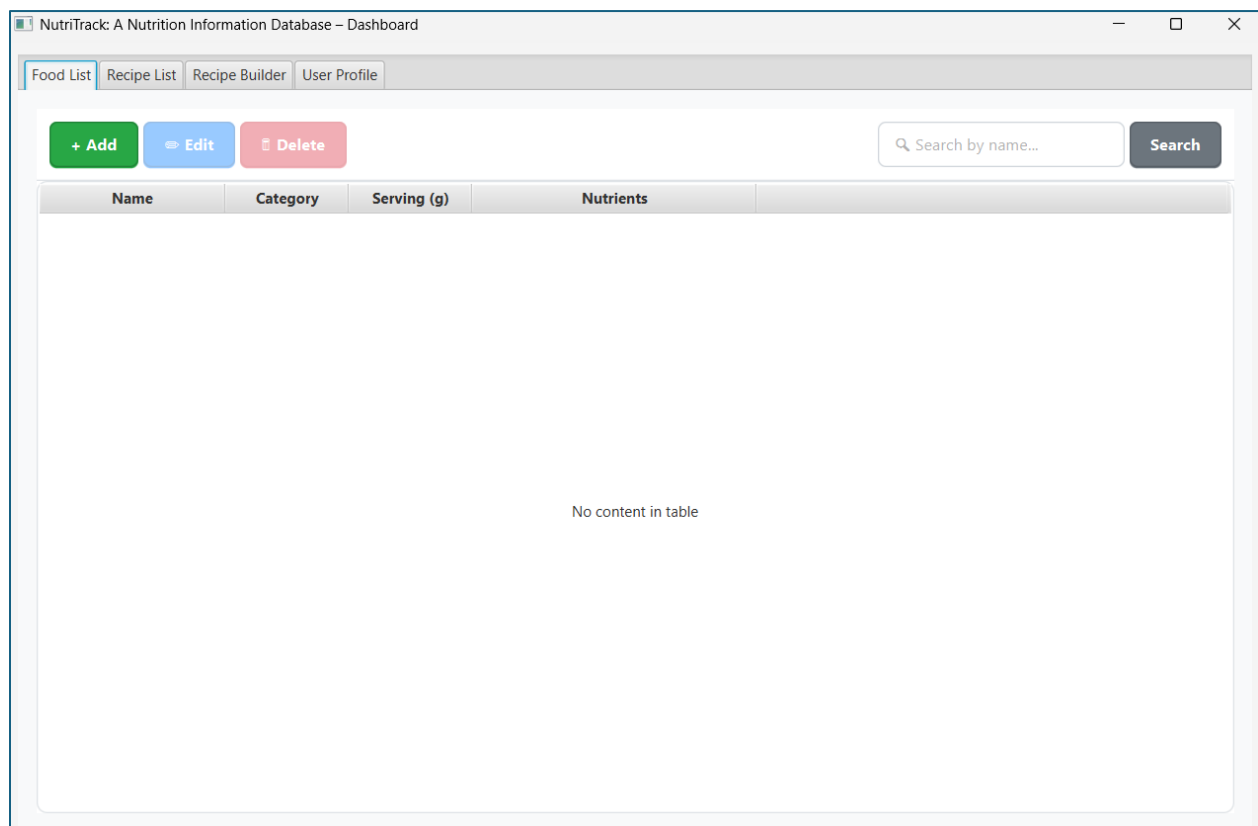 NutriTrack: A Nutrition Information Database – Dashboard
Food List Recipe List Recipe Builder User Profile
+ Add Edit Delete Search by name... Search
Name Category Serving (g) Nutrients
No content in table